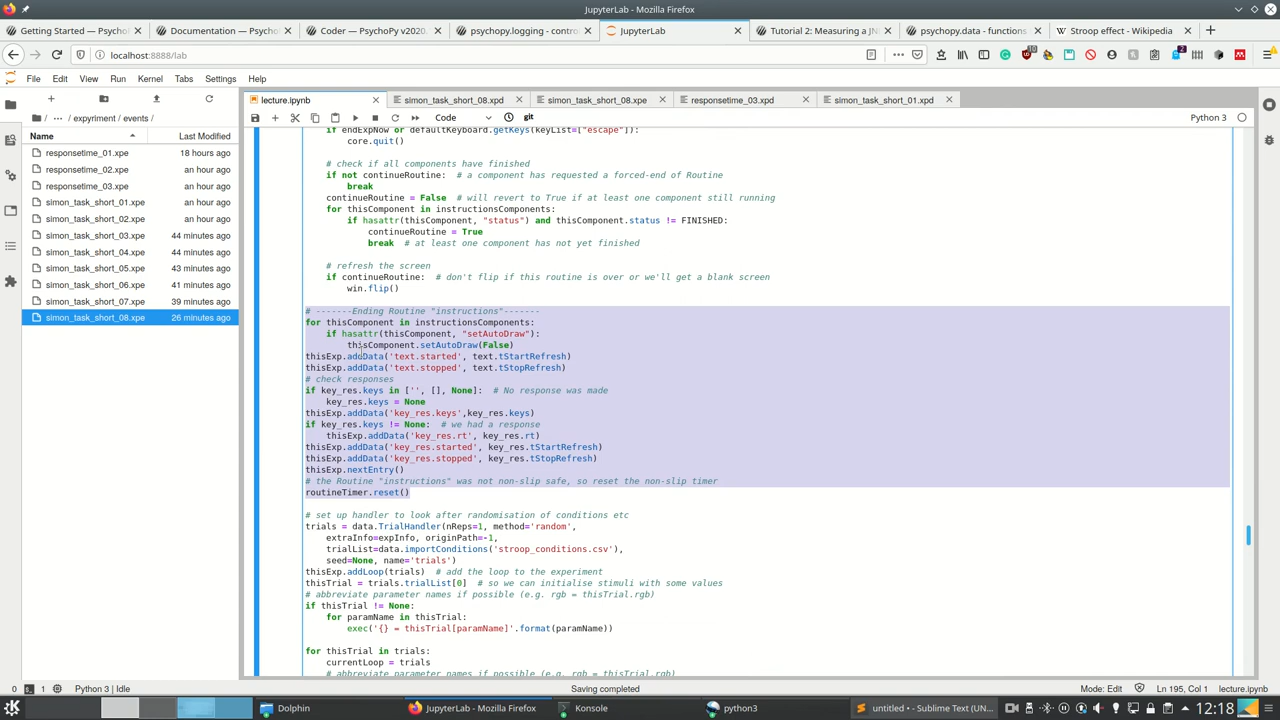 JupyterLab - Mozilla Firefox
Getting Started — PsychoP
Documentation — PsychoPy
Coder — PsychoPy v2020.
psychopy.logging - contro
JupyterLab
Tutorial 2: Measuring a JN
psychopy.data - functions
Stroop effect - Wikipedia
localhost:8888/lab
File Edit View Run Kernel Tabs Settings Help
lecture.ipynb
simon_task_short_08.xpd
simon_task_short_08.xpe
responsetime_03.xpd
simon_task_short_01.xpd
/ ··· / expyriment / events /
Code
git
Python 3
Name Last Modified
responsetime_01.xpe 18 hours ago
responsetime_02.xpe an hour ago
responsetime_03.xpe an hour ago
simon_task_short_01.xpe an hour ago
simon_task_short_02.xpe an hour ago
simon_task_short_03.xpe 44 minutes ago
simon_task_short_04.xpe 44 minutes ago
simon_task_short_05.xpe 43 minutes ago
simon_task_short_06.xpe 41 minutes ago
simon_task_short_07.xpe 39 minutes ago
simon_task_short_08.xpe 26 minutes ago
if endExpNow or defaultKeyboard.getKeys(keyList=["escape"]):
core.quit()
# check if all components have finished
if not continueRoutine:  # a component has requested a forced-end of Routine
break
continueRoutine = False  # will revert to True if at least one component still running
for thisComponent in instructionsComponents:
if hasattr(thisComponent, "status") and thisComponent.status != FINISHED:
continueRoutine = True
break  # at least one component has not yet finished
# refresh the screen
if continueRoutine:  # don't flip if this routine is over or we'll get a blank screen
win.flip()
# -------Ending Routine "instructions"-------
for thisComponent in instructionsComponents:
if hasattr(thisComponent, "setAutoDraw"):
thisComponent.setAutoDraw(False)
thisExp.addData('text.started', text.tStartRefresh)
thisExp.addData('text.stopped', text.tStopRefresh)
# check responses
if key_res.keys in ['', [], None]:  # No response was made
key_res.keys = None
thisExp.addData('key_res.keys',key_res.keys)
if key_res.keys != None:  # we had a response
thisExp.addData('key_res.rt', key_res.rt)
thisExp.addData('key_res.started', key_res.tStartRefresh)
thisExp.addData('key_res.stopped', key_res.tStopRefresh)
thisExp.nextEntry()
# the Routine "instructions" was not non-slip safe, so reset the non-slip timer
routineTimer.reset()
# set up handler to look after randomisation of conditions etc
trials = data.TrialHandler(nReps=1, method='random',
extraInfo=expInfo, originPath=-1,
trialList=data.importConditions('stroop_conditions.csv'),
seed=None, name='trials')
thisExp.addLoop(trials)  # add the loop to the experiment
thisTrial = trials.trialList[0]  # so we can initialise stimuli with some values
# abbreviate parameter names if possible (e.g. rgb = thisTrial.rgb)
if thisTrial != None:
for paramName in thisTrial:
exec('{} = thisTrial[paramName]'.format(paramName))
for thisTrial in trials:
currentLoop = trials
# abbreviate parameter names if possible (e.g. rgb = thisTrial.rgb)
0 1 Python 3 | Idle
Saving completed
Mode: Edit
Ln 195, Col 1
lecture.ipynb
Dolphin
JupyterLab - Mozilla Firefox
Konsole
python3
untitled • - Sublime Text (UN...
12:18